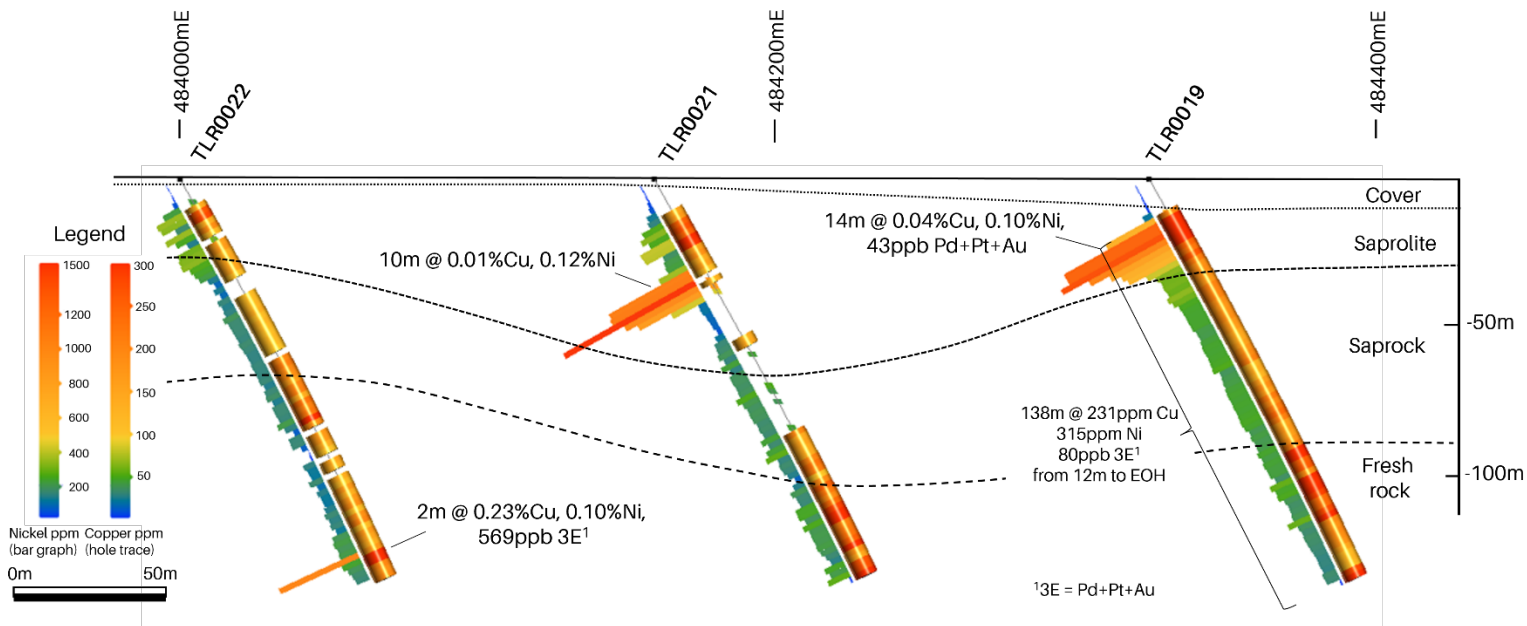 484000mE
TLR0022
TLR0021
484200mE
TLR0019
484400mE
Cover
Saprolite
Saprock
Fresh
rock
-50m
-100m
14m @ 0.04%Cu, 0.10%Ni,
43ppb Pd+Pt+Au
10m @ 0.01%Cu, 0.12%Ni
138m @ 231ppm Cu
315ppm Ni
80ppb 3E¹
from 12m to EOH
2m @ 0.23%Cu, 0.10%Ni,
569ppb 3E¹
¹3E = Pd+Pt+Au
Legend
1500
1200
1000
800
600
400
200
300
250
200
150
100
50
Nickel ppm
(bar graph)
Copper ppm
(hole trace)
0m 50m